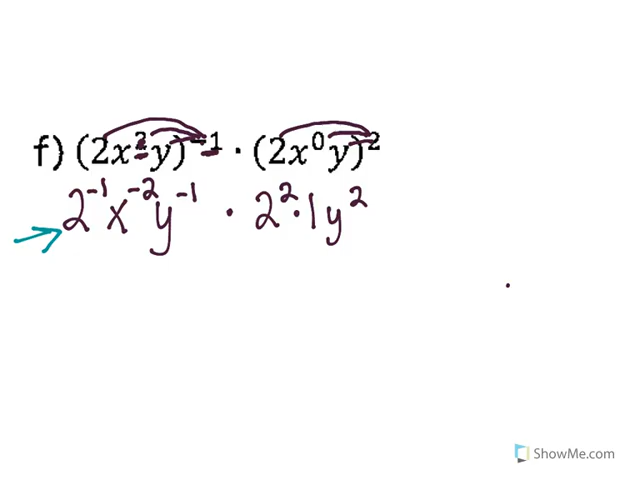 f) (2x²y)⁻¹ · (2x⁰y)²
2⁻¹x⁻²y⁻¹ · 2²·1y²
ShowMe.com